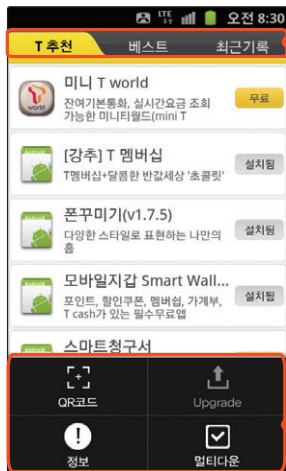 LTE 오전 8:30
T 추천 베스트 최근기록
미니 T world
잔여기본통화, 실시간요금 조회
가능한 미니티월드(mini T
무료
T world
[강추] T 멤버십
T멤버십+달콤한 반값세상 '초콜릿'
설치됨
폰꾸미기(v1.7.5)
다양한 스타일로 표현하는 나만의
홈
설치됨
모바일지갑 Smart Wall...
포인트, 할인쿠폰, 멤버쉽, 가계부,
T cash가 있는 필수무료앱
설치됨
스마트청구서
QR코드 Upgrade
정보 멀티다운